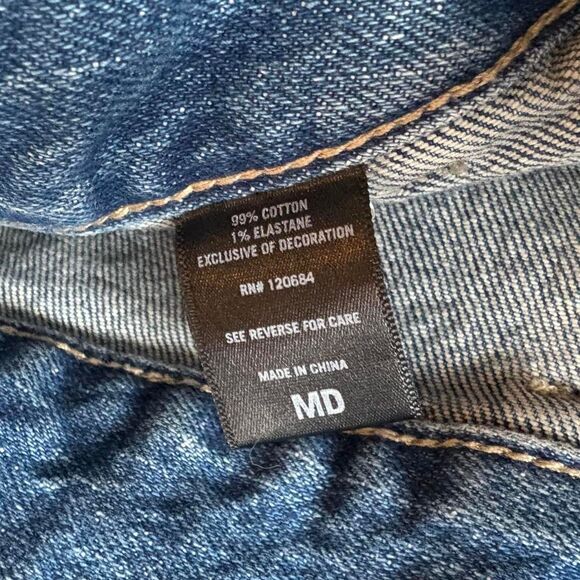 99% COTTON
1% ELASTANE
EXCLUSIVE OF DECORATION
RN# 120684
SEE REVERSE FOR CARE
MADE IN CHINA
MD